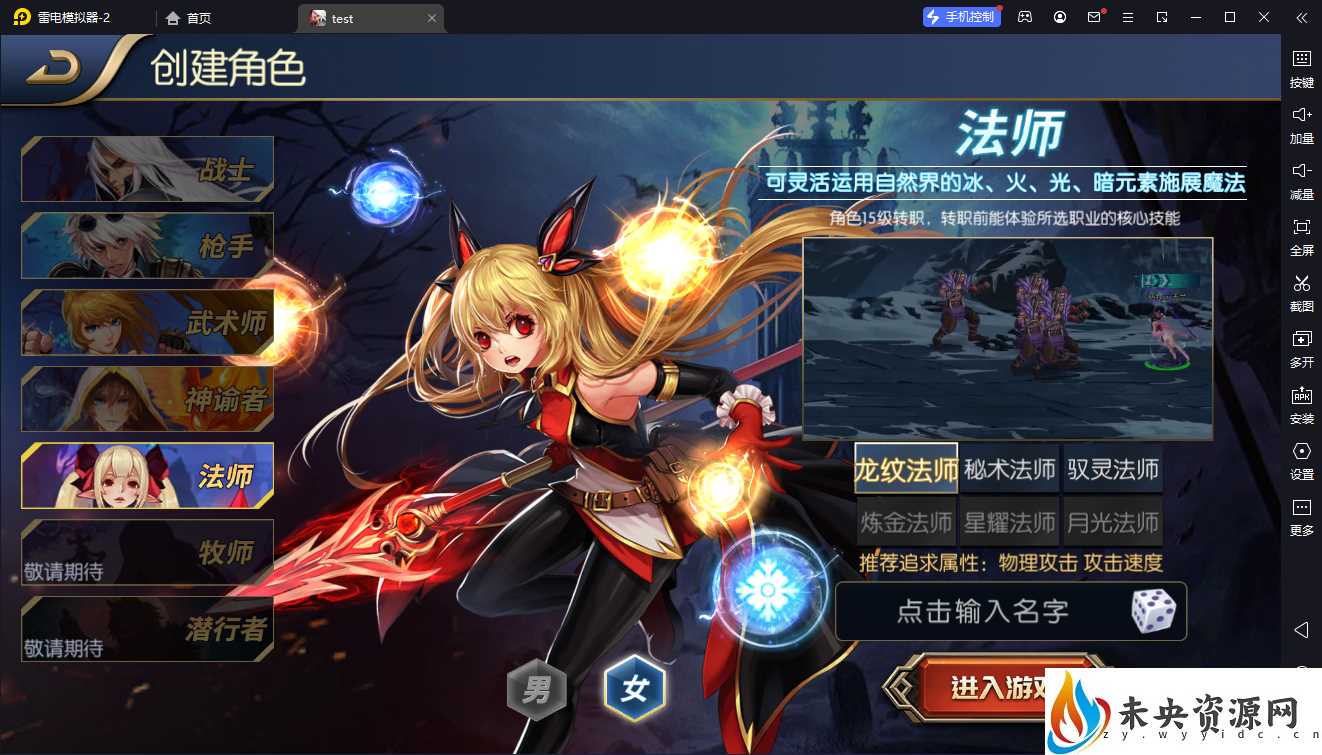 雷电模拟器-2
首页
test
手机控制
创建角色
战士
枪手
武术师
神谕者
法师
牧师
敬请期待
潜行者
敬请期待
男
女
法师
可灵活运用自然界的冰、火、光、暗元素施展魔法
角色15级转职，转职前能体验所选职业的核心技能
龙纹法师 秘术法师 驭灵法师
炼金法师 星耀法师 月光法师
推荐追求属性：物理攻击 攻击速度
点击输入名字
进入游
按键
加量
减量
全屏
截图
多开
APK
安装
设置
更多
未央资源网
zy.wyyidc.cn